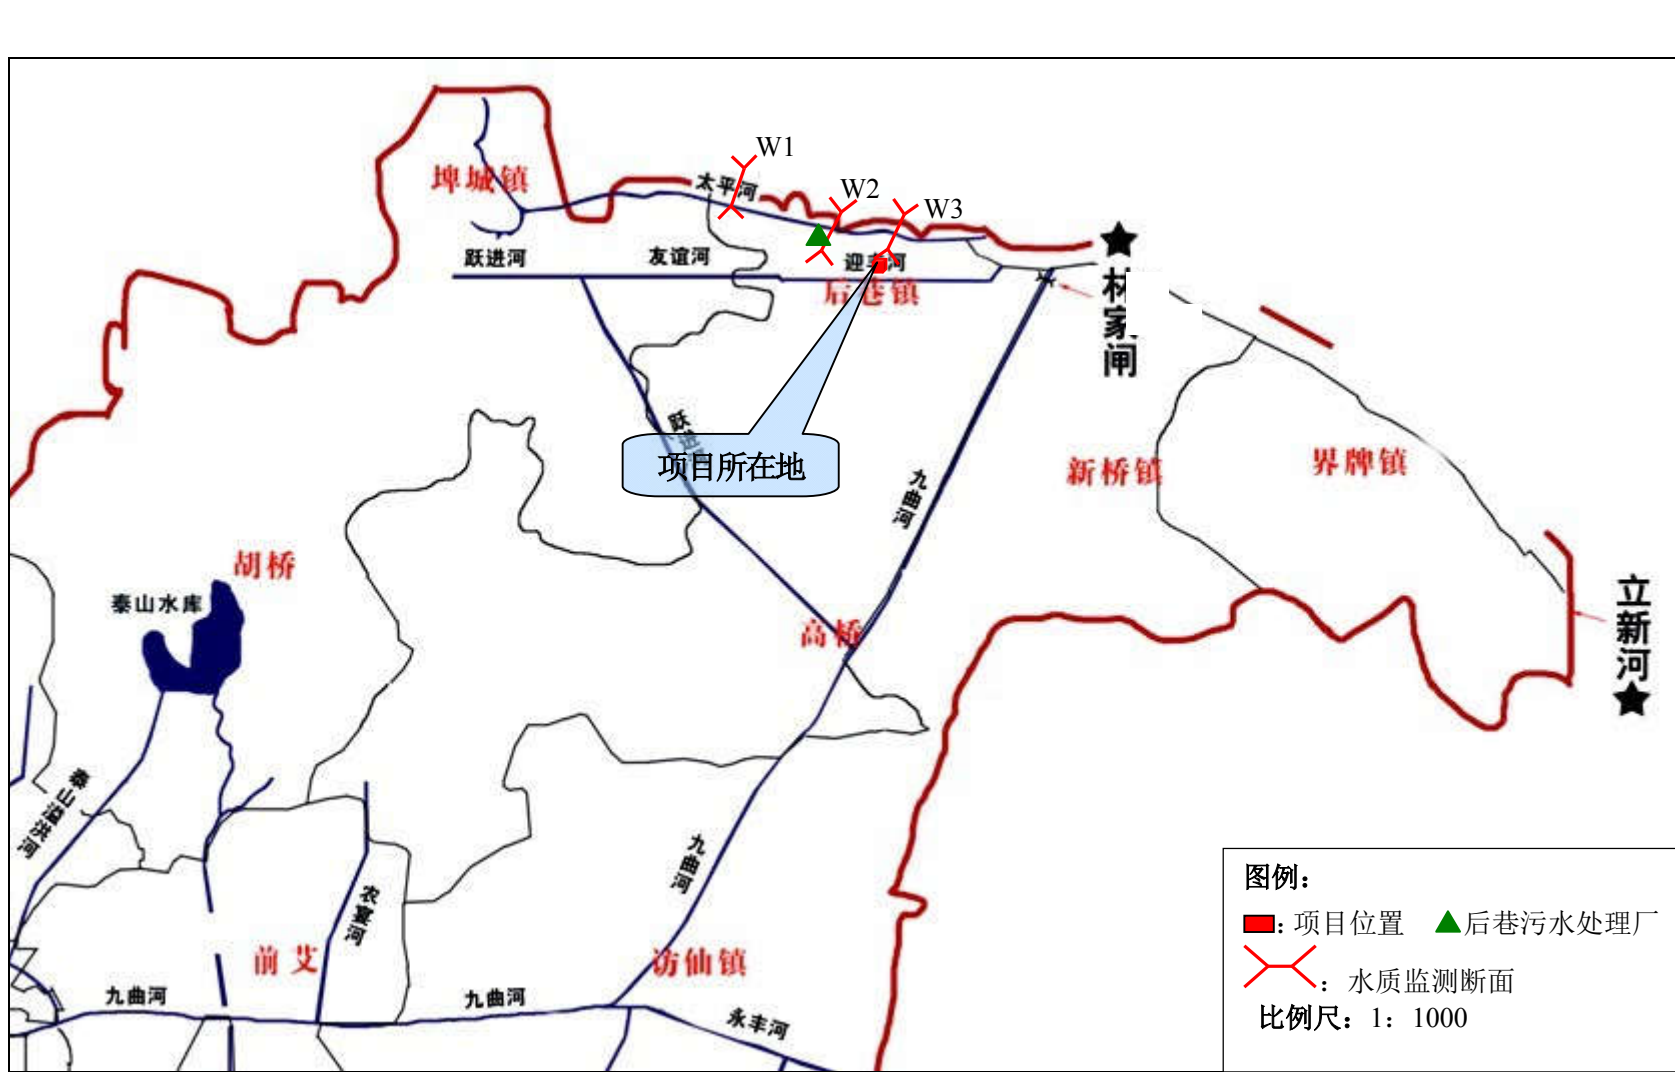 W1
埤城镇
太平河
W2
W3
跃进河
友谊河
迎丰河
后巷镇
林家闸
项目所在地
九曲河
新桥镇
界牌镇
胡桥
泰山水库
高桥
立新河
泰山溢洪河
九曲河
农窦河
前艾
访仙镇
九曲河
九曲河
永丰河
图例：
：项目位置 后巷污水处理厂
：水质监测断面
比例尺：1：1000